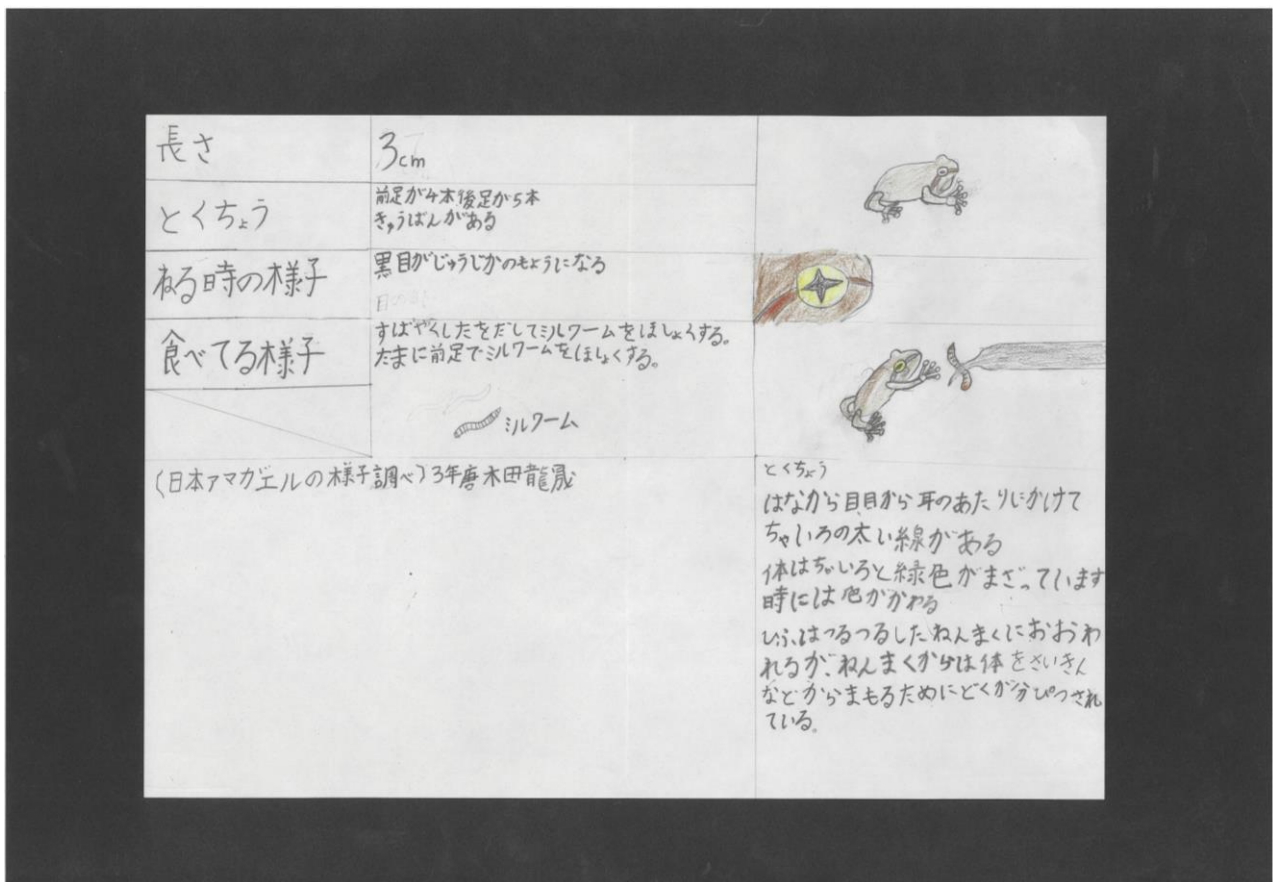 長さ
3cm
とくちょう
前足が4本後足が5本
きゅうばんがある
ねる時の様子
黒目がじゅうじかのもようになる
食べてる様子
すばやくしたをだしてミルワームをほしょくする。
たまに前足でミルワームをほしょくする。
ミルワーム
(日本アマガエルの様子調べ)3年唐木田龍晟
とくちょう
はなから目目から耳のあたりにかけて
ちゃいろの太い線がある
体はちゃいろと緑色がまざっています
時には色がかわる
ひふはつるつるしたねんまくにおおわ
れるが、ねんまくからは体をさいきん
などからまもるためにどくが分ぴつされ
ている。